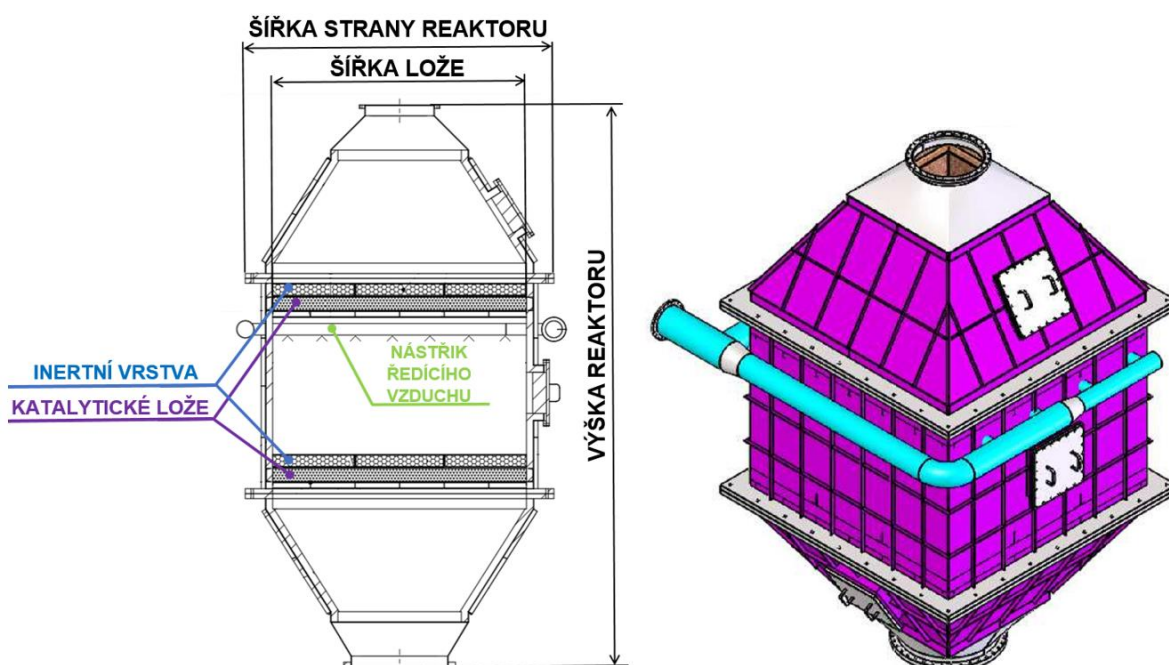 ŠÍŘKA STRANY REAKTORU
ŠÍŘKA LOŽE
VÝŠKA REAKTORU
NÁSTŘIK
ŘEDÍCÍHO
VZDUCHU
INERTNÍ VRSTVA
KATALYTICKÉ LOŽE